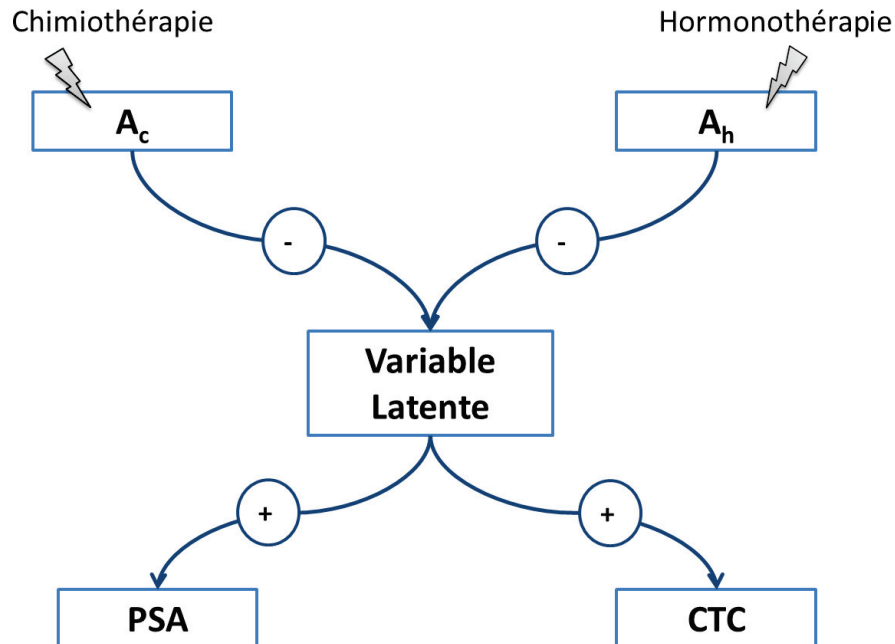 Chimiothérapie
Hormonothérapie
Ac
Ah
-
-
Variable
Latente
+
+
PSA
CTC